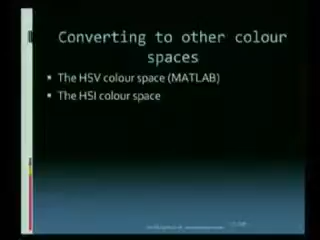 Converting to other colour
spaces
The HSV colour space (MATLAB)
The HSI colour space